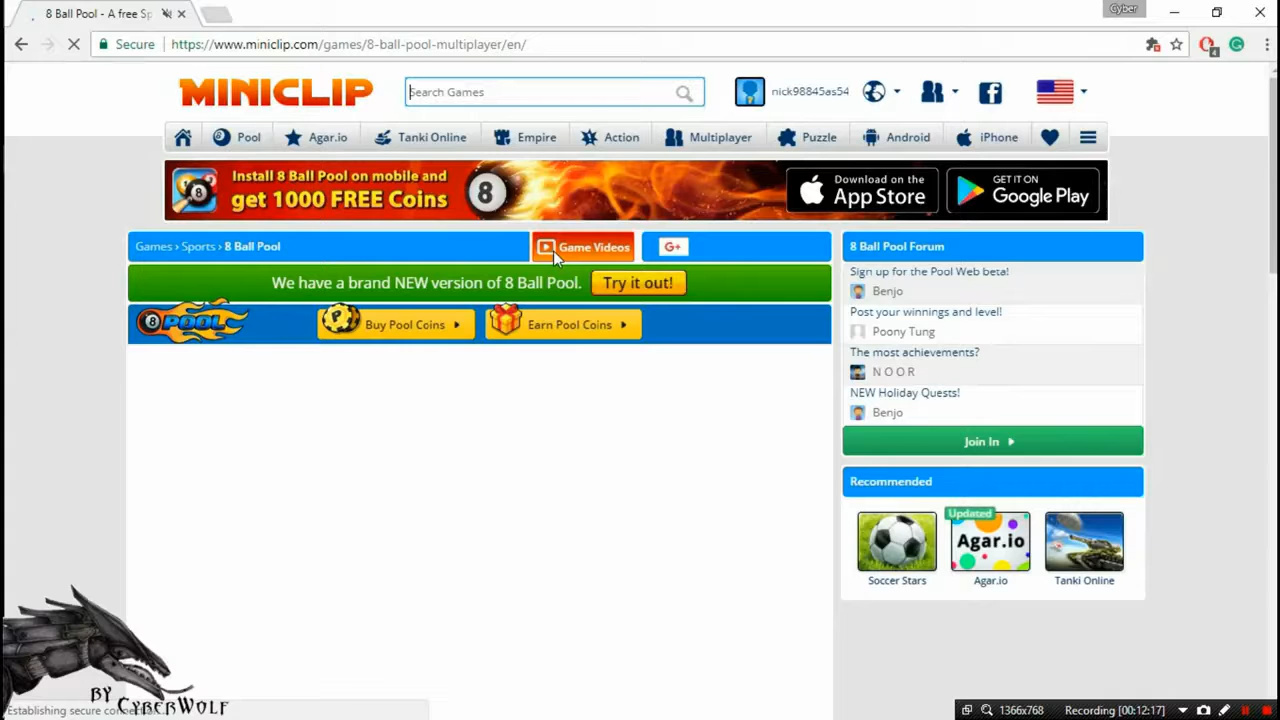 8 Ball Pool - A free Sp
Cyber
Secure
https://www.miniclip.com/games/8-ball-pool-multiplayer/en/
4
MINICLIP
Search Games
nick98845as54
Pool
Agar.io
Tanki Online
Empire
Action
Multiplayer
Puzzle
Android
iPhone
8
Install 8 Ball Pool on mobile and
get 1000 FREE Coins
8
Download on the
App Store
GET IT ON
Google Play
Games › Sports › 8 Ball Pool
Game Videos
G+
8 Ball Pool Forum
We have a brand NEW version of 8 Ball Pool.
Try it out!
8 POOL
P
Buy Pool Coins
Earn Pool Coins
Sign up for the Pool Web beta!
Benjo
Post your winnings and level!
Poony Tung
The most achievements?
N O O R
NEW Holiday Quests!
Benjo
Join In
Recommended
Updated
Agar.io
Soccer Stars
Agar.io
Tanki Online
BY CYBERWOLF
Establishing secure connection...
1366x768
Recording [00:12:17]